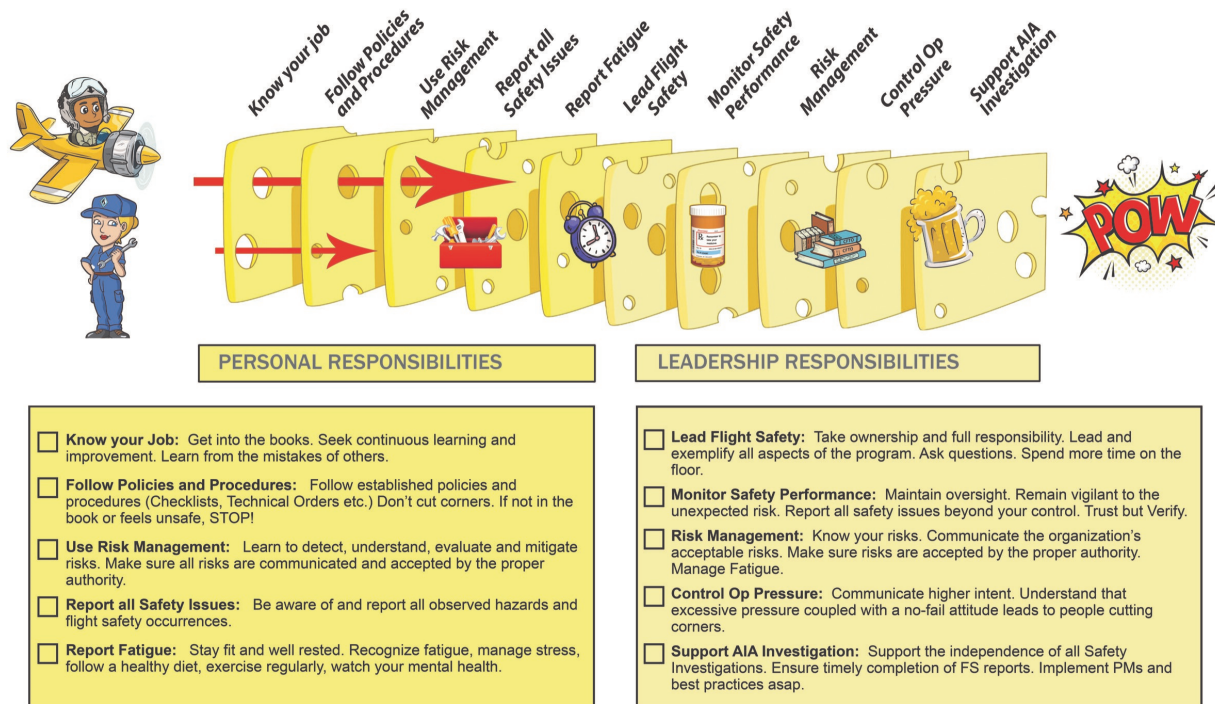 Know your job
Follow Policies
and Procedures
Use Risk
Management
Report all
Safety Issues
Report Fatigue
Lead Flight
Safety
Monitor Safety
Performance
Risk
Management
Control Op
Pressure
Support AIA
Investigation
POW
PERSONAL RESPONSIBILITIES
Know your Job: Get into the books. Seek continuous learning and
improvement. Learn from the mistakes of others.
Follow Policies and Procedures: Follow established policies and
procedures (Checklists, Technical Orders etc.) Don’t cut corners. If not in the
book or feels unsafe, STOP!
Use Risk Management: Learn to detect, understand, evaluate and mitigate
risks. Make sure all risks are communicated and accepted by the proper
authority.
Report all Safety Issues: Be aware of and report all observed hazards and
flight safety occurrences.
Report Fatigue: Stay fit and well rested. Recognize fatigue, manage stress,
follow a healthy diet, exercise regularly, watch your mental health.
LEADERSHIP RESPONSIBILITIES
Lead Flight Safety: Take ownership and full responsibility. Lead and
exemplify all aspects of the program. Ask questions. Spend more time on the
floor.
Monitor Safety Performance: Maintain oversight. Remain vigilant to the
unexpected risk. Report all safety issues beyond your control. Trust but Verify.
Risk Management: Know your risks. Communicate the organization’s
acceptable risks. Make sure risks are accepted by the proper authority.
Manage Fatigue.
Control Op Pressure: Communicate higher intent. Understand that
excessive pressure coupled with a no-fail attitude leads to people cutting
corners.
Support AIA Investigation: Support the independence of all Safety
Investigations. Ensure timely completion of FS reports. Implement PMs and
best practices asap.